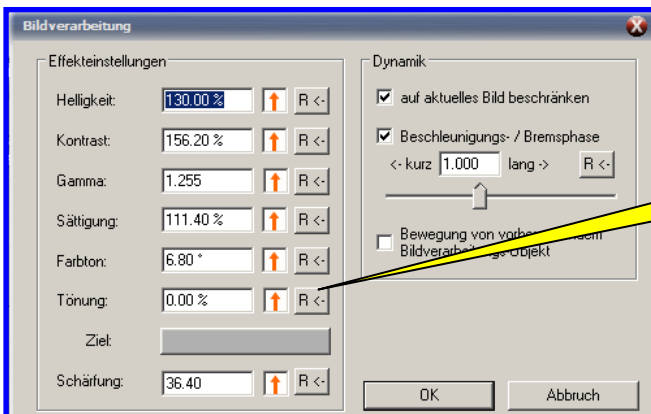 Bildverarbeitung
Effekteinstellungen
Helligkeit: 130.00 % R <-
Kontrast: 156.20 % R <-
Gamma: 1.255 R <-
Sättigung: 111.40 % R <-
Farbton: 6.80 ° R <-
Tönung: 0.00 % R <-
Ziel:
Schärfung: 36.40 R <-
Dynamik
auf aktuelles Bild beschränken
Beschleunigungs- / Bremsphase
<- kurz 1.000 lang -> R <-
Bewegung von
Bildverarbeitungs-Objekt
OK Abbruch